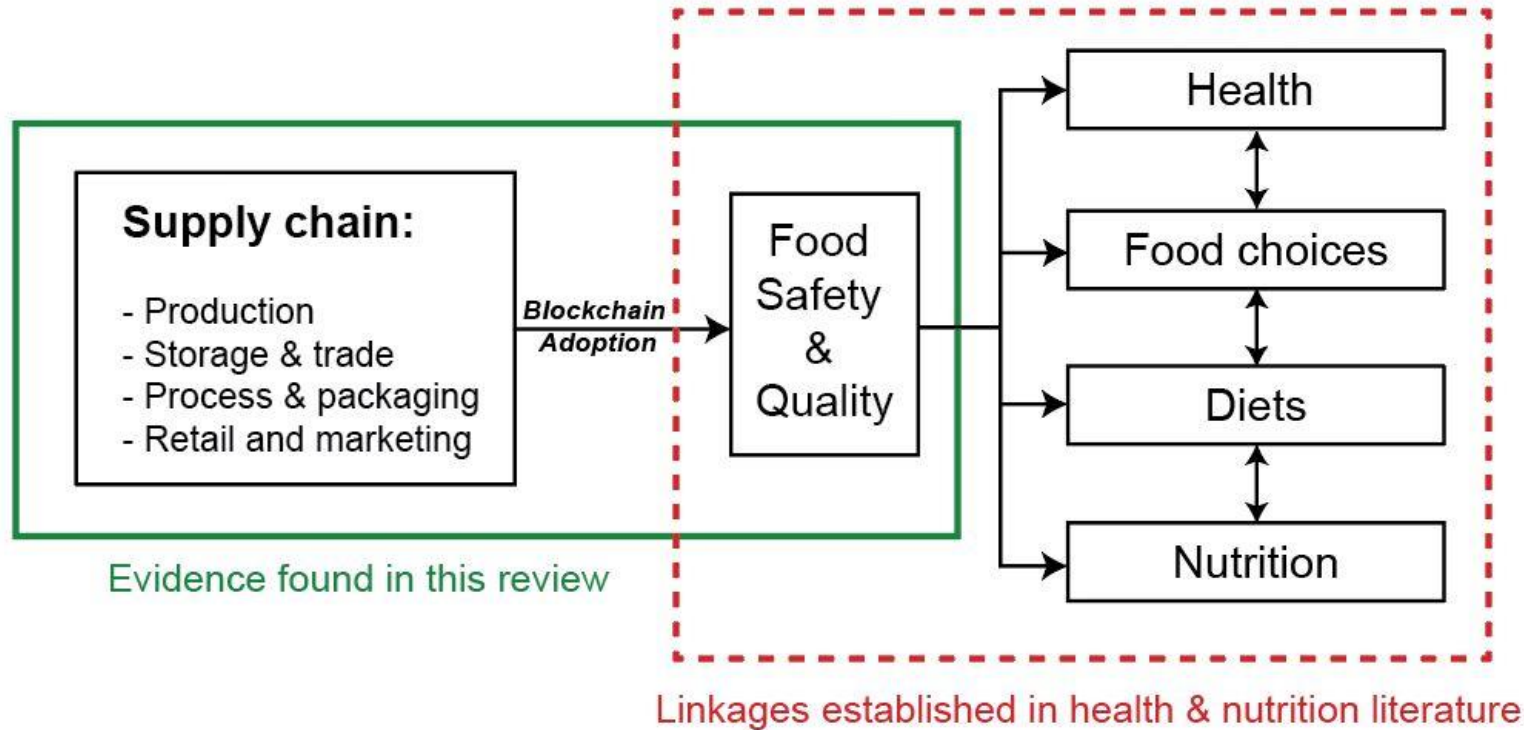 Supply chain:
- Production
- Storage & trade
- Process & packaging
- Retail and marketing
Blockchain
Adoption
Food
Safety
&
Quality
Health
Food choices
Diets
Nutrition
Evidence found in this review
Linkages established in health & nutrition literature